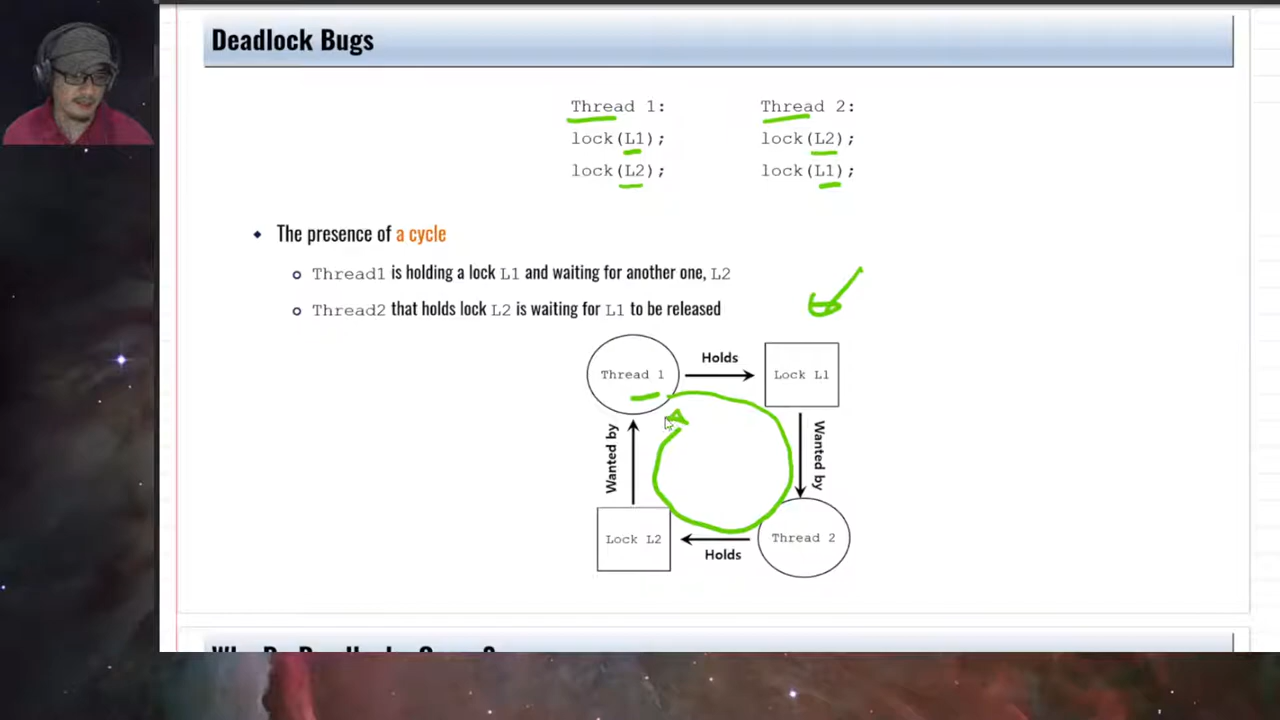 Deadlock Bugs
Thread 1: Thread 2:
lock(L1); lock(L2);
lock(L2); lock(L1);
The presence of a cycle
Thread1 is holding a lock L1 and waiting for another one, L2
Thread2 that holds lock L2 is waiting for L1 to be released
Thread 1
Holds
Lock L1
Wanted by
Wanted by
Lock L2
Holds
Thread 2